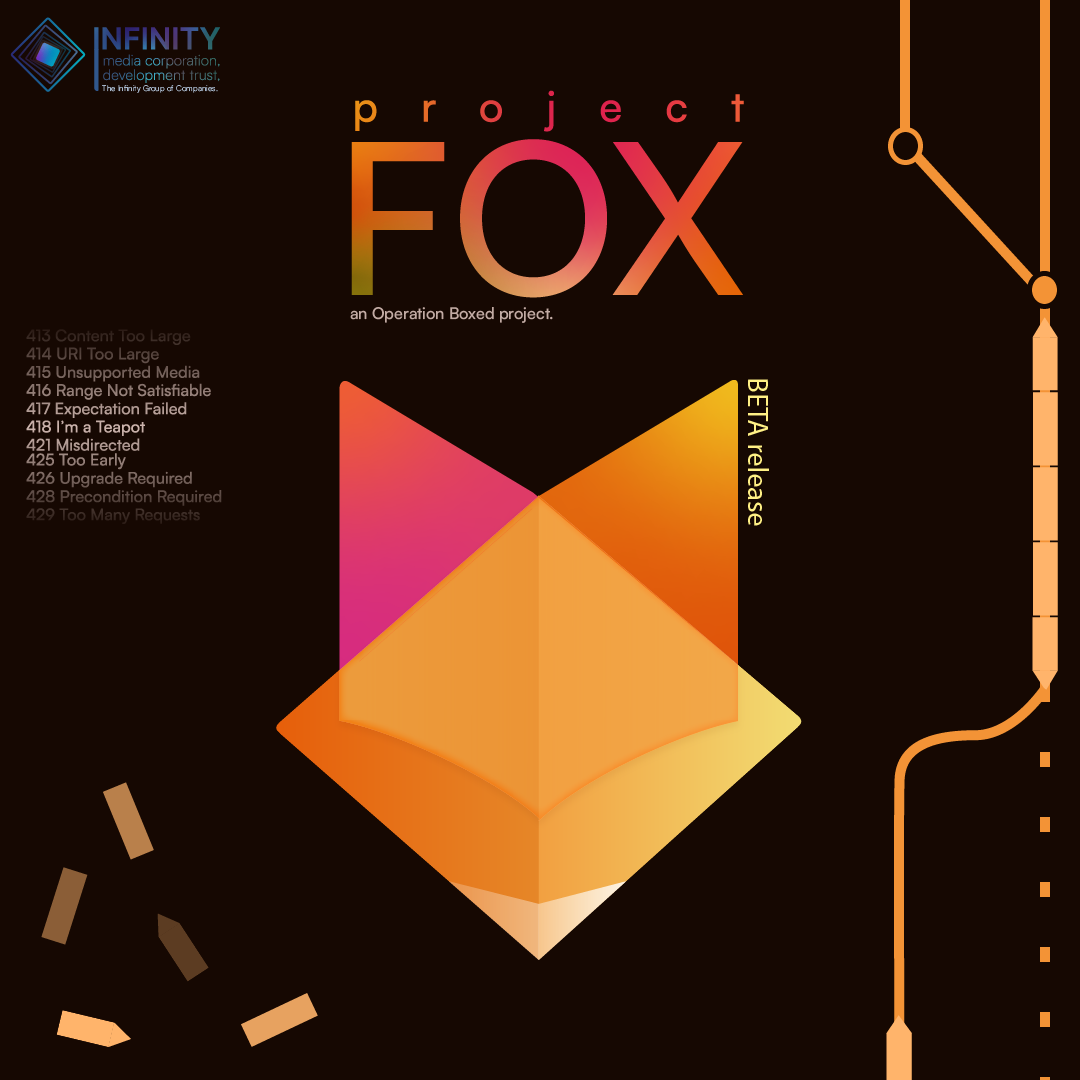 INFINITY
media corporation,
development trust,
The Infinity Group of Companies.
project
FOX
an Operation Boxed project.
413 Content Too Large
414 URI Too Large
415 Unsupported Media
416 Range Not Satisfiable
417 Expectation Failed
418 I'm a Teapot
421 Misdirected
425 Too Early
426 Upgrade Required
428 Precondition Required
429 Too Many Requests
BETA release